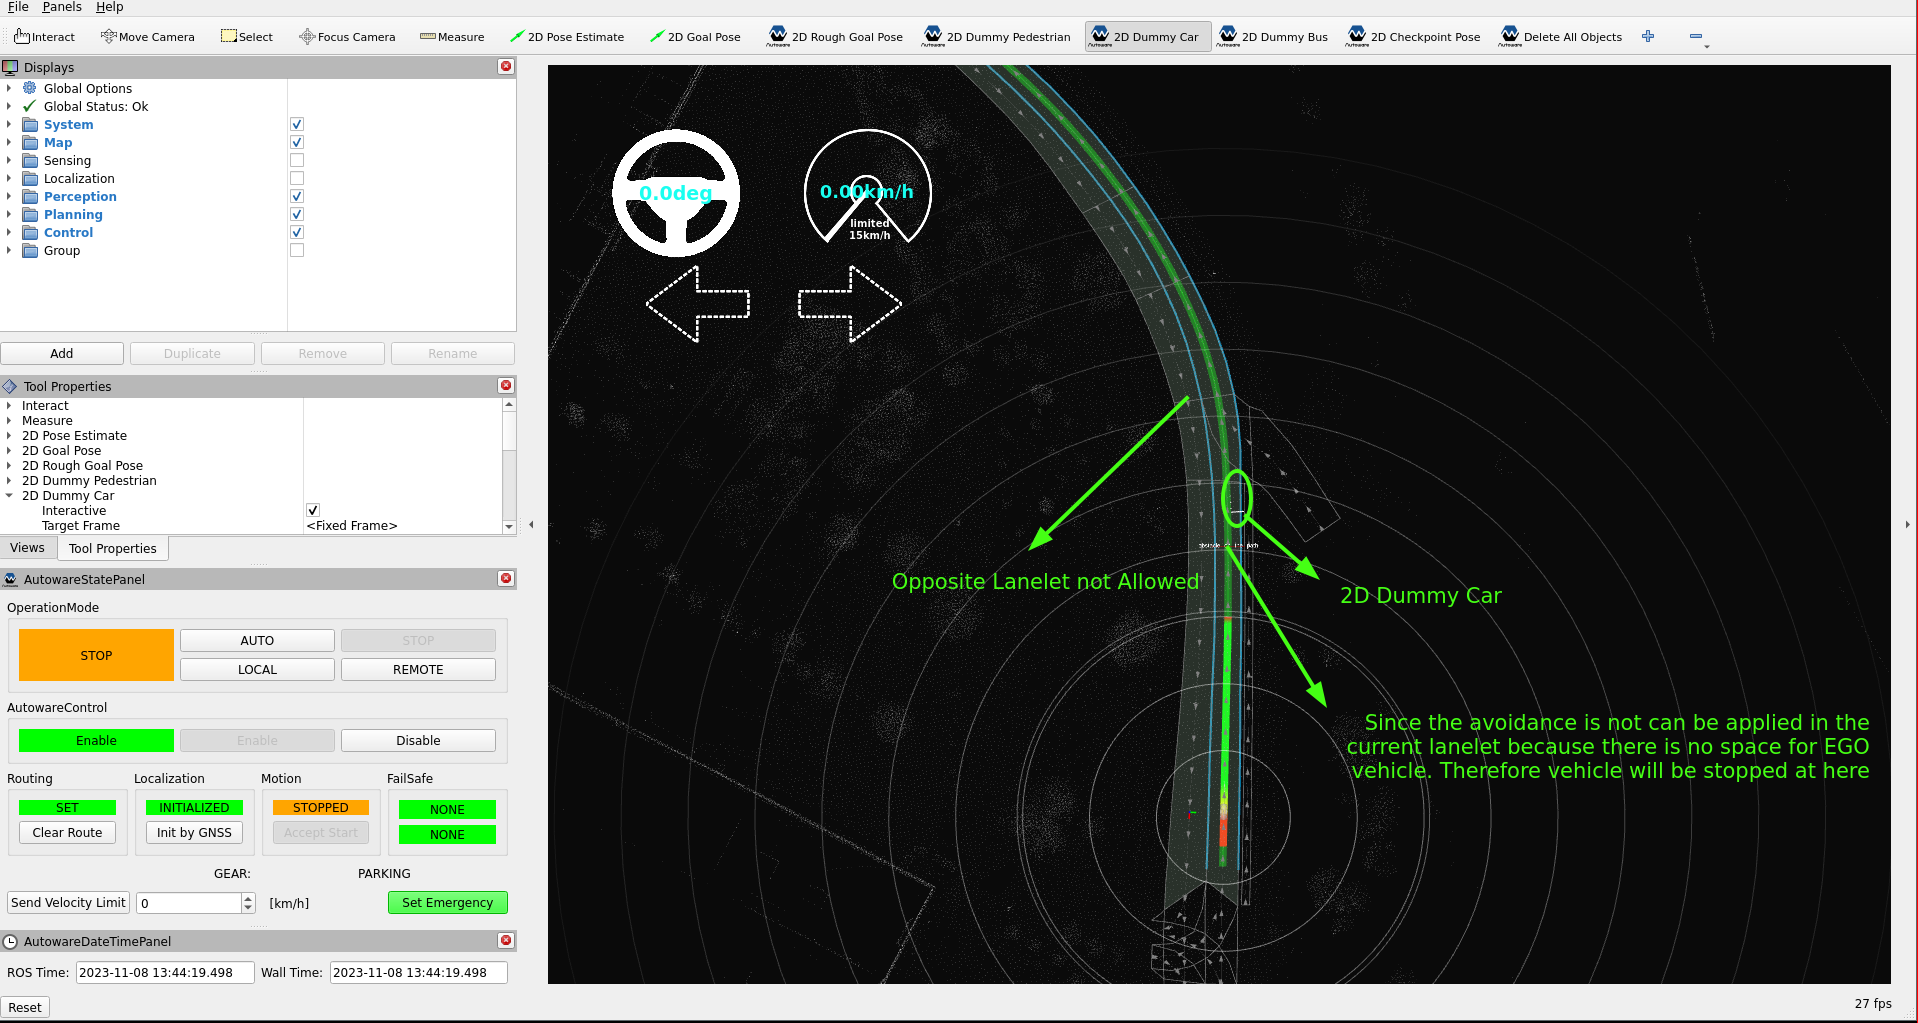 File Panels Help
Interact Move Camera Select Focus Camera Measure 2D Pose Estimate 2D Goal Pose 2D Rough Goal Pose 2D Dummy Pedestrian 2D Dummy Car 2D Dummy Bus 2D Checkpoint Pose Delete All Objects
Displays
Global Options
Global Status: Ok
System
Map
Sensing
Localization
Perception
Planning
Control
Group
Add Duplicate Remove Rename
Tool Properties
Interact
Measure
2D Pose Estimate
2D Goal Pose
2D Rough Goal Pose
2D Dummy Pedestrian
2D Dummy Car
Interactive
Target Frame <Fixed Frame>
Views Tool Properties
AutowareStatePanel
OperationMode
STOP AUTO STOP
LOCAL REMOTE
AutowareControl
Enable Enable Disable
Routing Localization Motion FailSafe
SET INITIALIZED STOPPED NONE
Clear Route Init by GNSS Accept Start NONE
GEAR: PARKING
Send Velocity Limit 0 [km/h] Set Emergency
AutowareDateTimePanel
ROS Time: 2023-11-08 13:44:19.498 Wall Time: 2023-11-08 13:44:19.498
Reset
0.0deg
0.00km/h
limited
15km/h
Opposite Lanelet not Allowed
2D Dummy Car
Since the avoidance is not can be applied in the
current lanelet because there is no space for EGO
vehicle. Therefore vehicle will be stopped at here
27 fps